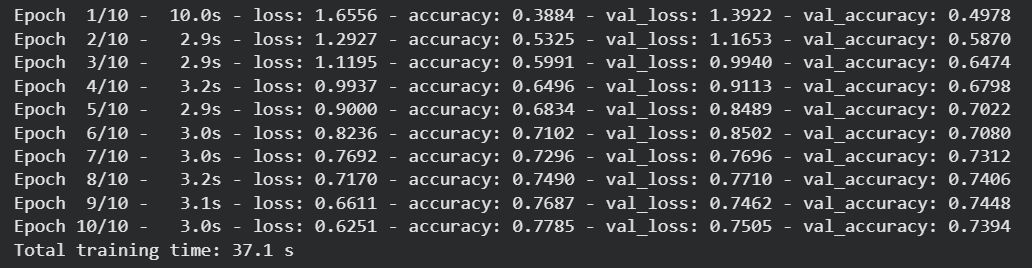 Epoch  1/10 -  10.0s - loss: 1.6556 - accuracy: 0.3884 - val_loss: 1.3922 - val_accuracy: 0.4978
Epoch  2/10 -   2.9s - loss: 1.2927 - accuracy: 0.5325 - val_loss: 1.1653 - val_accuracy: 0.5870
Epoch  3/10 -   2.9s - loss: 1.1195 - accuracy: 0.5991 - val_loss: 0.9940 - val_accuracy: 0.6474
Epoch  4/10 -   3.2s - loss: 0.9937 - accuracy: 0.6496 - val_loss: 0.9113 - val_accuracy: 0.6798
Epoch  5/10 -   2.9s - loss: 0.9000 - accuracy: 0.6834 - val_loss: 0.8489 - val_accuracy: 0.7022
Epoch  6/10 -   3.0s - loss: 0.8236 - accuracy: 0.7102 - val_loss: 0.8502 - val_accuracy: 0.7080
Epoch  7/10 -   3.0s - loss: 0.7692 - accuracy: 0.7296 - val_loss: 0.7696 - val_accuracy: 0.7312
Epoch  8/10 -   3.2s - loss: 0.7170 - accuracy: 0.7490 - val_loss: 0.7710 - val_accuracy: 0.7406
Epoch  9/10 -   3.1s - loss: 0.6611 - accuracy: 0.7687 - val_loss: 0.7462 - val_accuracy: 0.7448
Epoch 10/10 -   3.0s - loss: 0.6251 - accuracy: 0.7785 - val_loss: 0.7505 - val_accuracy: 0.7394
Total training time: 37.1 s